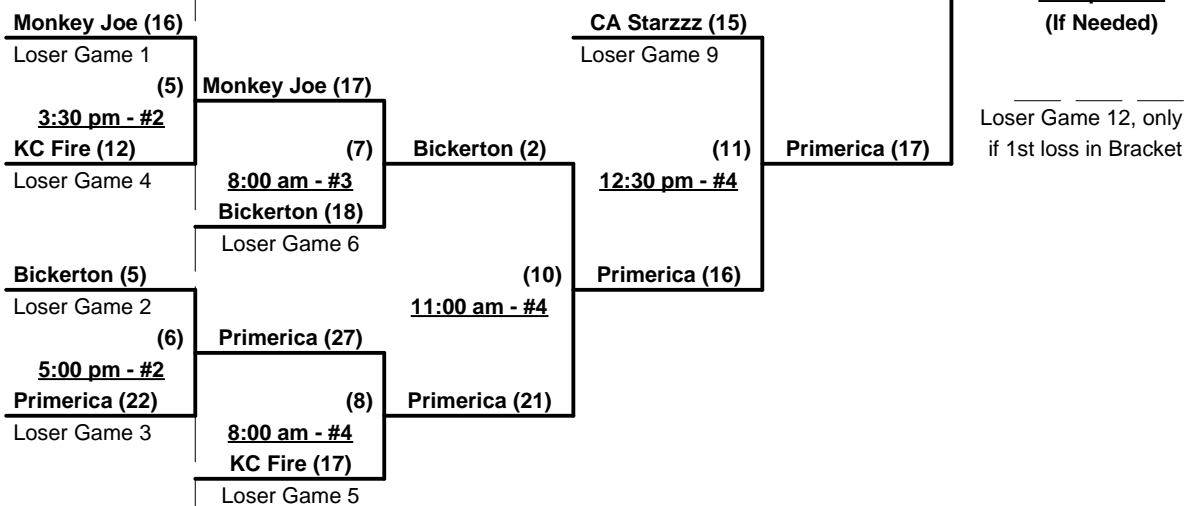 Monkey Joe (16)
CA Starzzz (15)
(If Needed)
Loser Game 1
Loser Game 9
(5)
Monkey Joe (17)
3:30 pm - #2
Loser Game 12, only
KC Fire (12)
(7)
Bickerton (2)
(11)
Primerica (17)
if 1st loss in Bracket
Loser Game 4
8:00 am - #3
12:30 pm - #4
Bickerton (18)
Loser Game 6
Bickerton (5)
(10)
Primerica (16)
Loser Game 2
11:00 am - #4
(6)
Primerica (27)
5:00 pm - #2
Primerica (22)
(8)
Primerica (21)
Loser Game 3
8:00 am - #4
KC Fire (17)
Loser Game 5